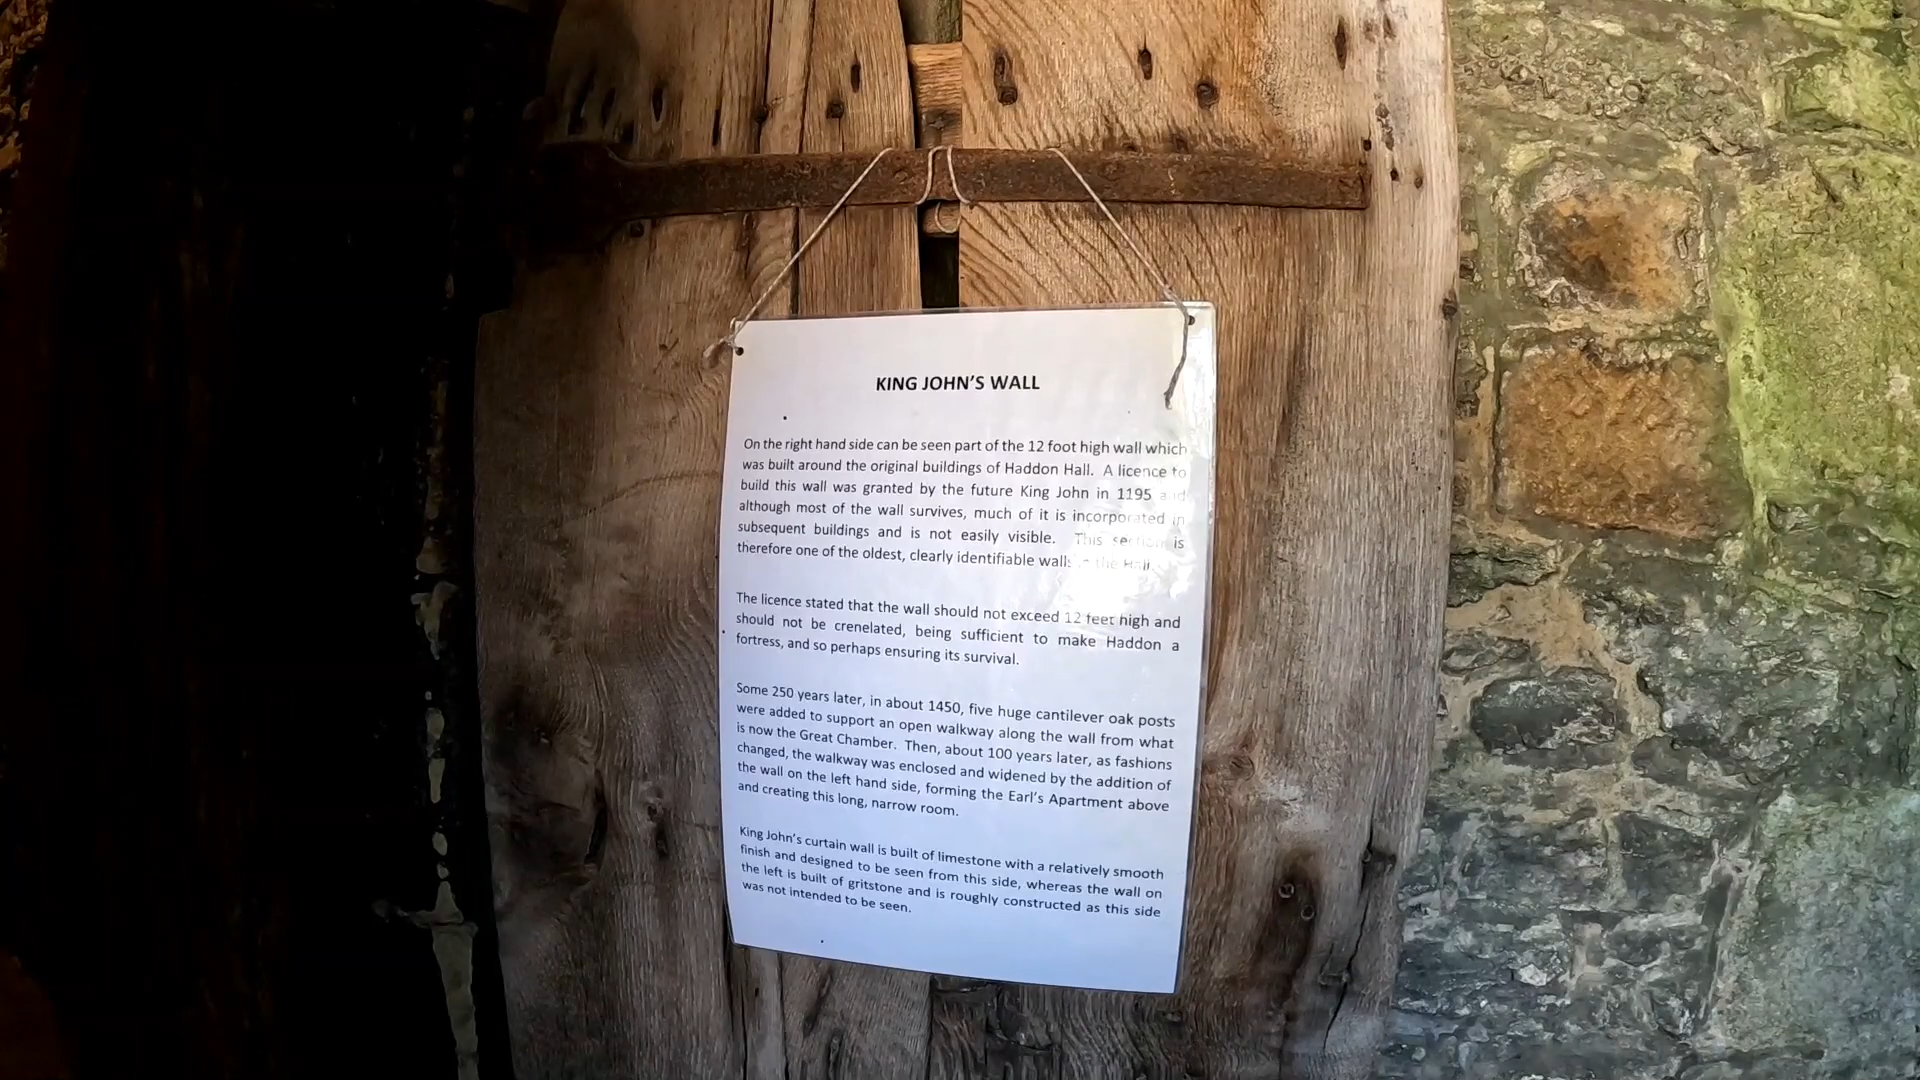 KING JOHN'S WALL
On the right hand side can be seen part of the 12 foot high wall which
was built around the original buildings of Haddon Hall. A licence to
build this wall was granted by the future King John in 1195 and
although most of the wall survives, much of it is incorporated in
subsequent buildings and is not easily visible. This section is
therefore one of the oldest, clearly identifiable walls in the Hall.
The licence stated that the wall should not exceed 12 feet high and
should not be crenelated, being sufficient to make Haddon a
fortress, and so perhaps ensuring its survival.
Some 250 years later, in about 1450, five huge cantilever oak posts
were added to support an open walkway along the wall from what
is now the Great Chamber. Then, about 100 years later, as fashions
changed, the walkway was enclosed and widened by the addition of
the wall on the left hand side, forming the Earl's Apartment above
and creating this long, narrow room.
King John's curtain wall is built of limestone with a relatively smooth
finish and designed to be seen from this side, whereas the wall on
the left is built of gritstone and is roughly constructed as this side
was not intended to be seen.